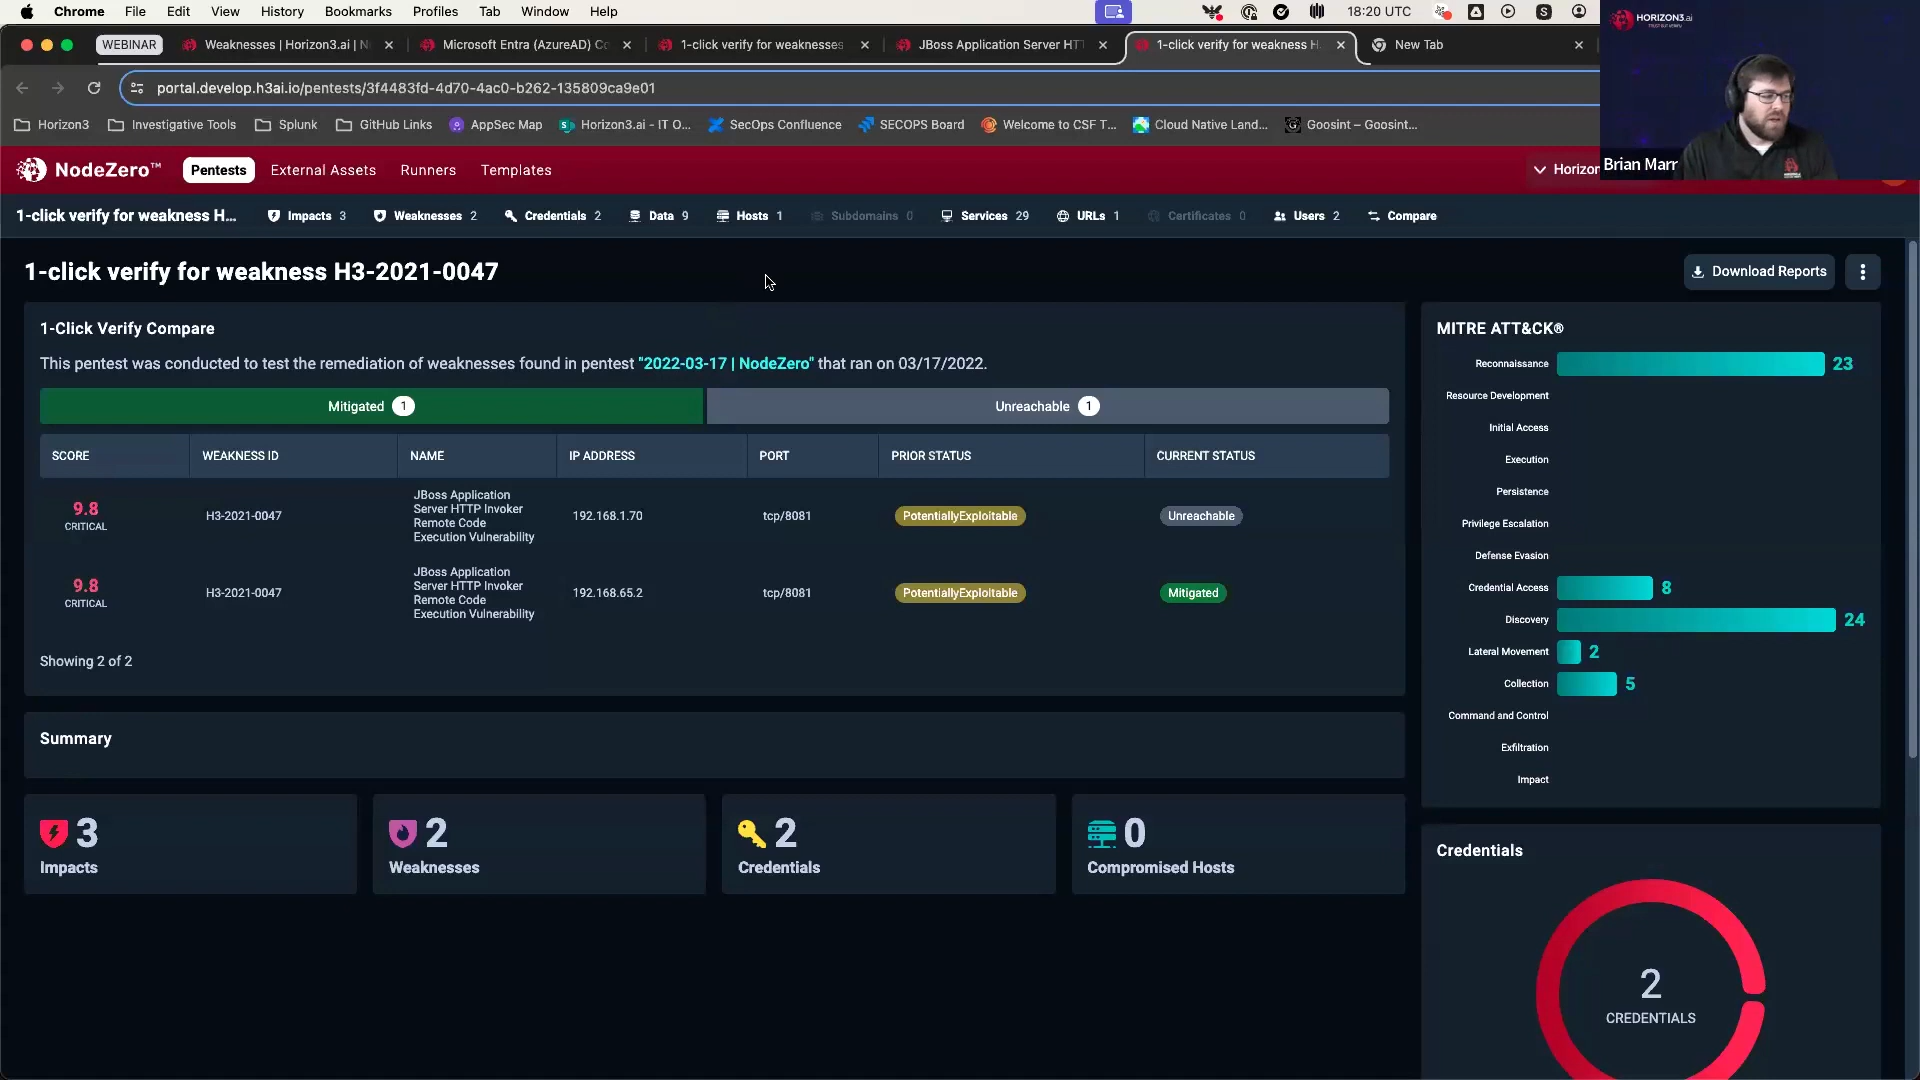 Chrome File Edit View History Bookmarks Profiles Tab Window Help 18:20 UTC
HORIZON3.ai
WEBINAR Weaknesses | Horizon3.ai | N Microsoft Entra (AzureAD) Co 1-click verify for weaknesses JBoss Application Server HTT 1-click verify for weakness H New Tab
portal.develop.h3ai.io/pentests/3f4483fd-4d70-4ac0-b262-135809ca9e01
Horizon3 Investigative Tools Splunk GitHub Links AppSec Map Horizon3.ai - IT O... SecOps Confluence SECOPS Board Welcome to CSF T... Cloud Native Land... Goosint – Goosint...
Brian Marr
NodeZero™ Pentests External Assets Runners Templates Horizon
1-click verify for weakness H... Impacts 3 Weaknesses 2 Credentials 2 Data 9 Hosts 1 Subdomains 0 Services 29 URLs 1 Certificates 0 Users 2 Compare
1-click verify for weakness H3-2021-0047
Download Reports
1-Click Verify Compare
This pentest was conducted to test the remediation of weaknesses found in pentest "2022-03-17 | NodeZero" that ran on 03/17/2022.
Mitigated 1 Unreachable 1
SCORE WEAKNESS ID NAME IP ADDRESS PORT PRIOR STATUS CURRENT STATUS
9.8
CRITICAL
H3-2021-0047
JBoss Application
Server HTTP Invoker
Remote Code
Execution Vulnerability
192.168.1.70 tcp/8081 PotentiallyExploitable Unreachable
9.8
CRITICAL
H3-2021-0047
JBoss Application
Server HTTP Invoker
Remote Code
Execution Vulnerability
192.168.65.2 tcp/8081 PotentiallyExploitable Mitigated
Showing 2 of 2
Summary
3
Impacts
2
Weaknesses
2
Credentials
0
Compromised Hosts
MITRE ATT&CK®
Reconnaissance 23
Resource Development
Initial Access
Execution
Persistence
Privilege Escalation
Defense Evasion
Credential Access 8
Discovery 24
Lateral Movement 2
Collection 5
Command and Control
Exfiltration
Impact
Credentials
2
CREDENTIALS